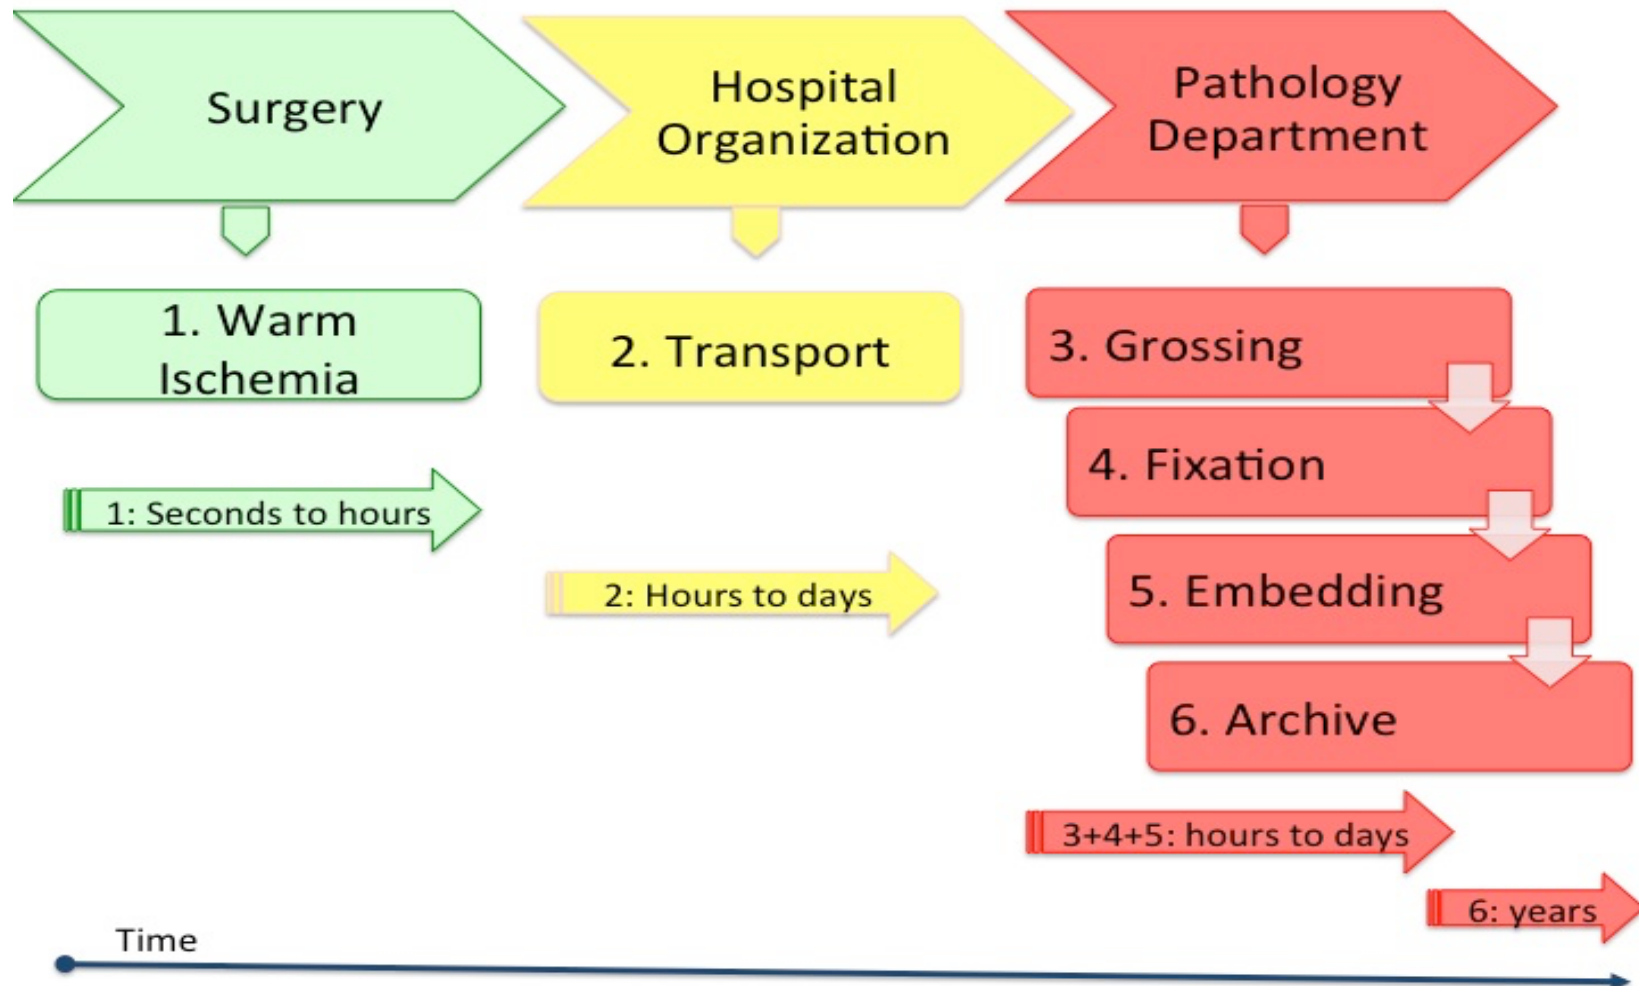 Surgery
Hospital
Organization
Pathology
Department
1. Warm
Ischemia
2. Transport
3. Grossing
4. Fixation
5. Embedding
6. Archive
1: Seconds to hours
2: Hours to days
3+4+5: hours to days
6: years
Time